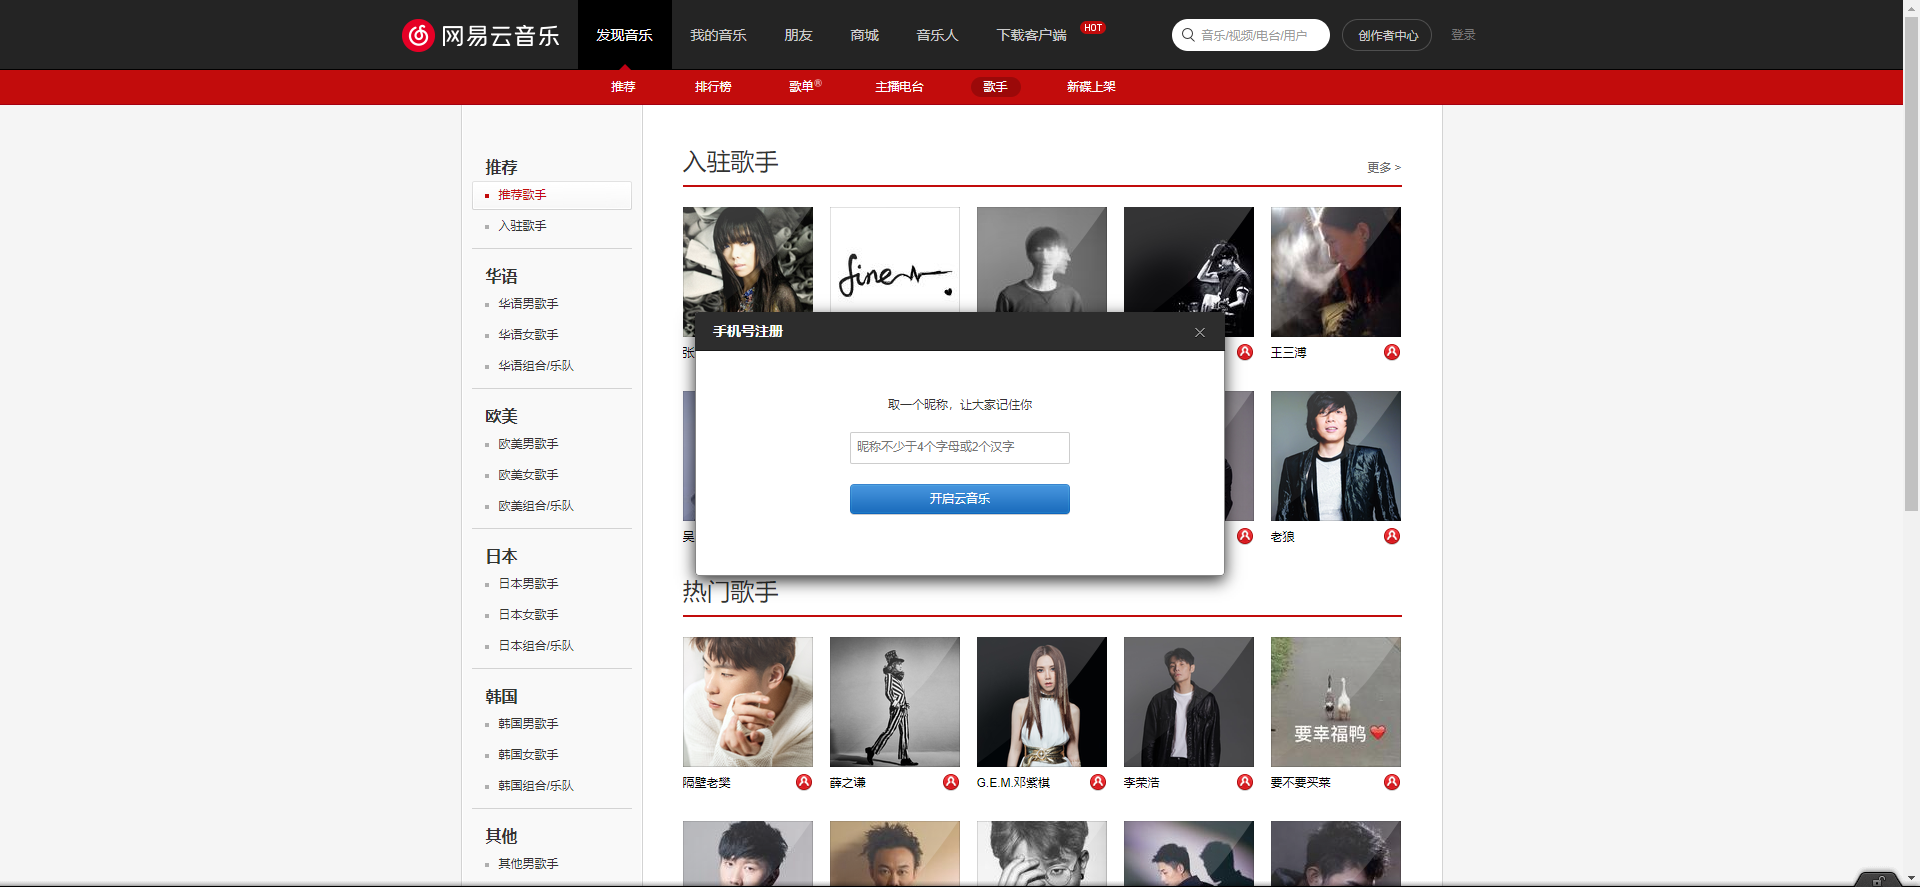 网易云音乐
发现音乐
我的音乐
朋友
商城
音乐人
下载客户端
HOT
音乐/视频/电台/用户
创作者中心
登录
推荐
排行榜
歌单®
主播电台
歌手
新碟上架
推荐
推荐歌手
入驻歌手
华语
华语男歌手
华语女歌手
华语组合/乐队
欧美
欧美男歌手
欧美女歌手
欧美组合/乐队
日本
日本男歌手
日本女歌手
日本组合/乐队
韩国
韩国男歌手
韩国女歌手
韩国组合/乐队
其他
其他男歌手
入驻歌手
更多 >
fine
张
王三溥
手机号注册
取一个昵称，让大家记住你
昵称不少于4个字母或2个汉字
开启云音乐
吴
老狼
热门歌手
要幸福鸭
隔壁老樊
薛之谦
G.E.M.邓紫棋
李荣浩
要不要买菜